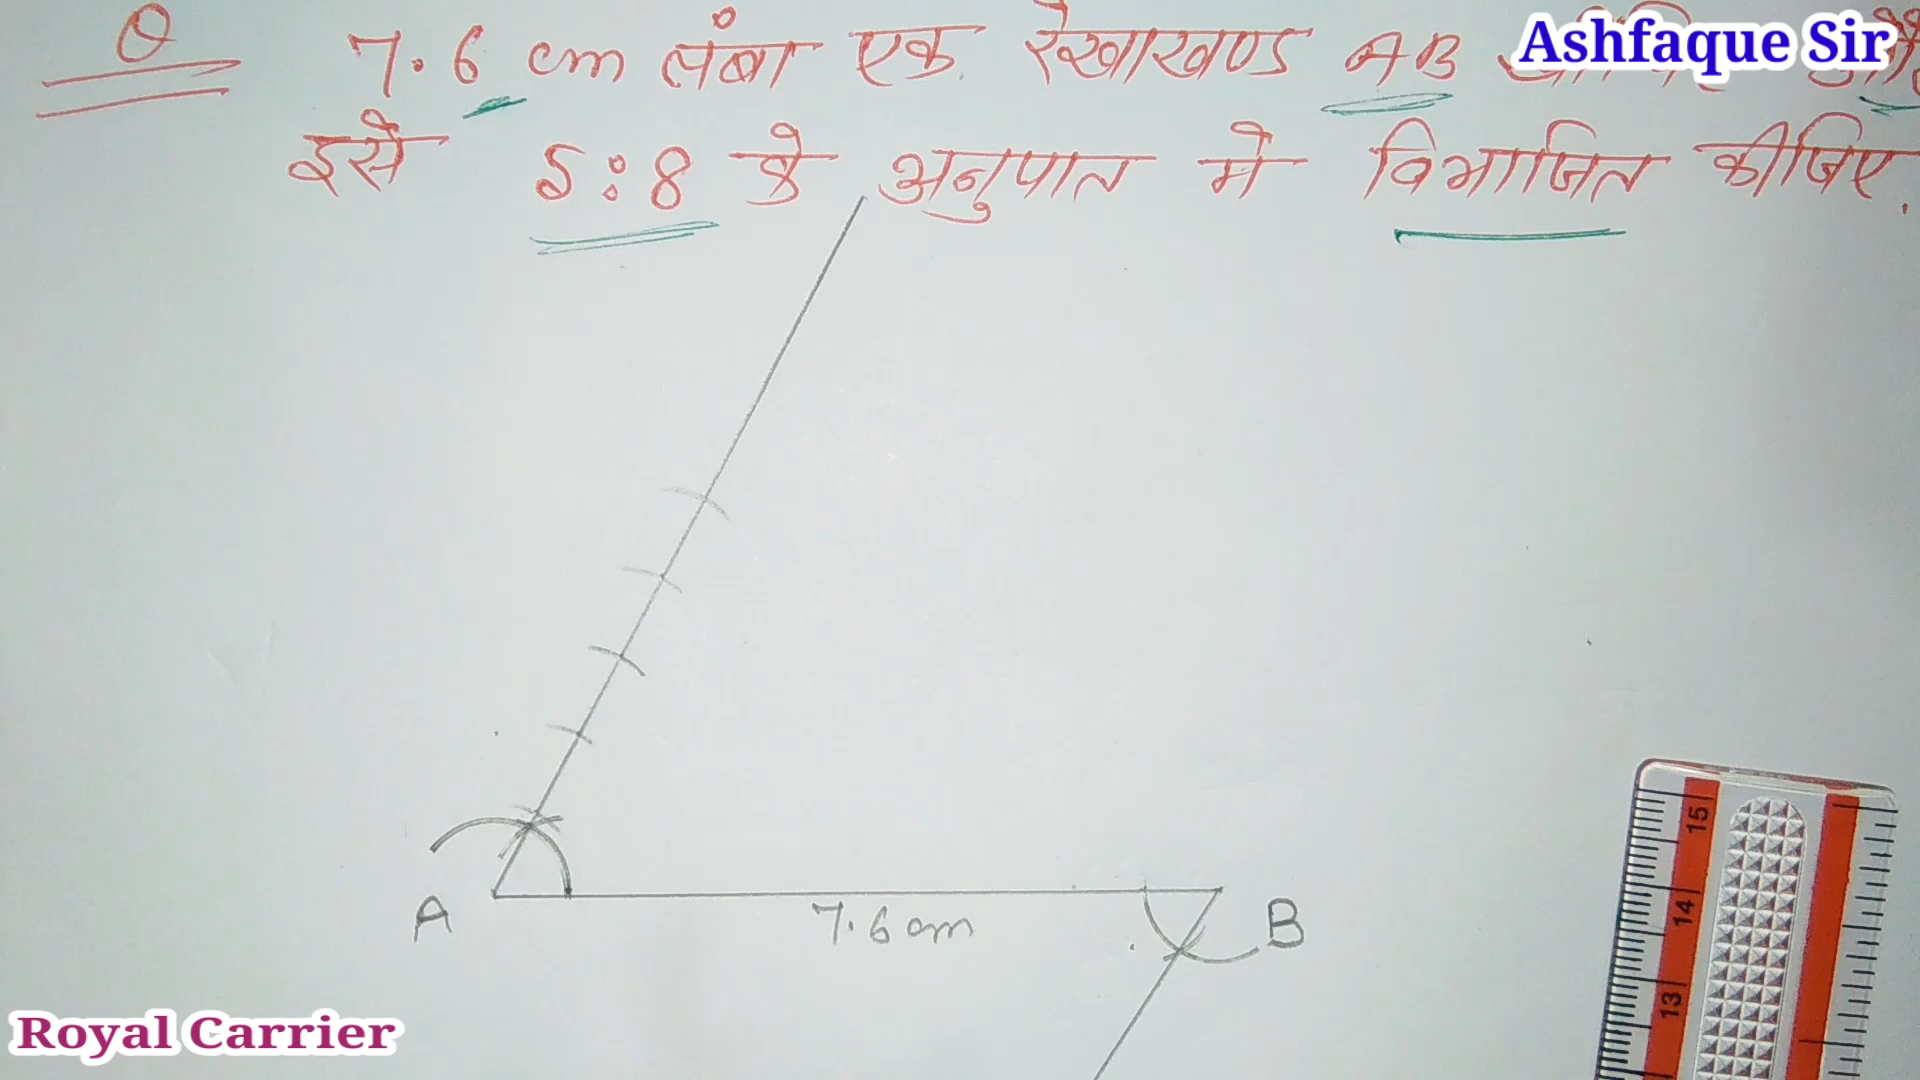 Q 7.6 cm लंबा एक रेखाखण्ड AB
Ashfaque Sir
इसे 5:8 के अनुपात में विभाजित कीजिए.
A 7.6 cm B
15
14
13
Royal Carrier